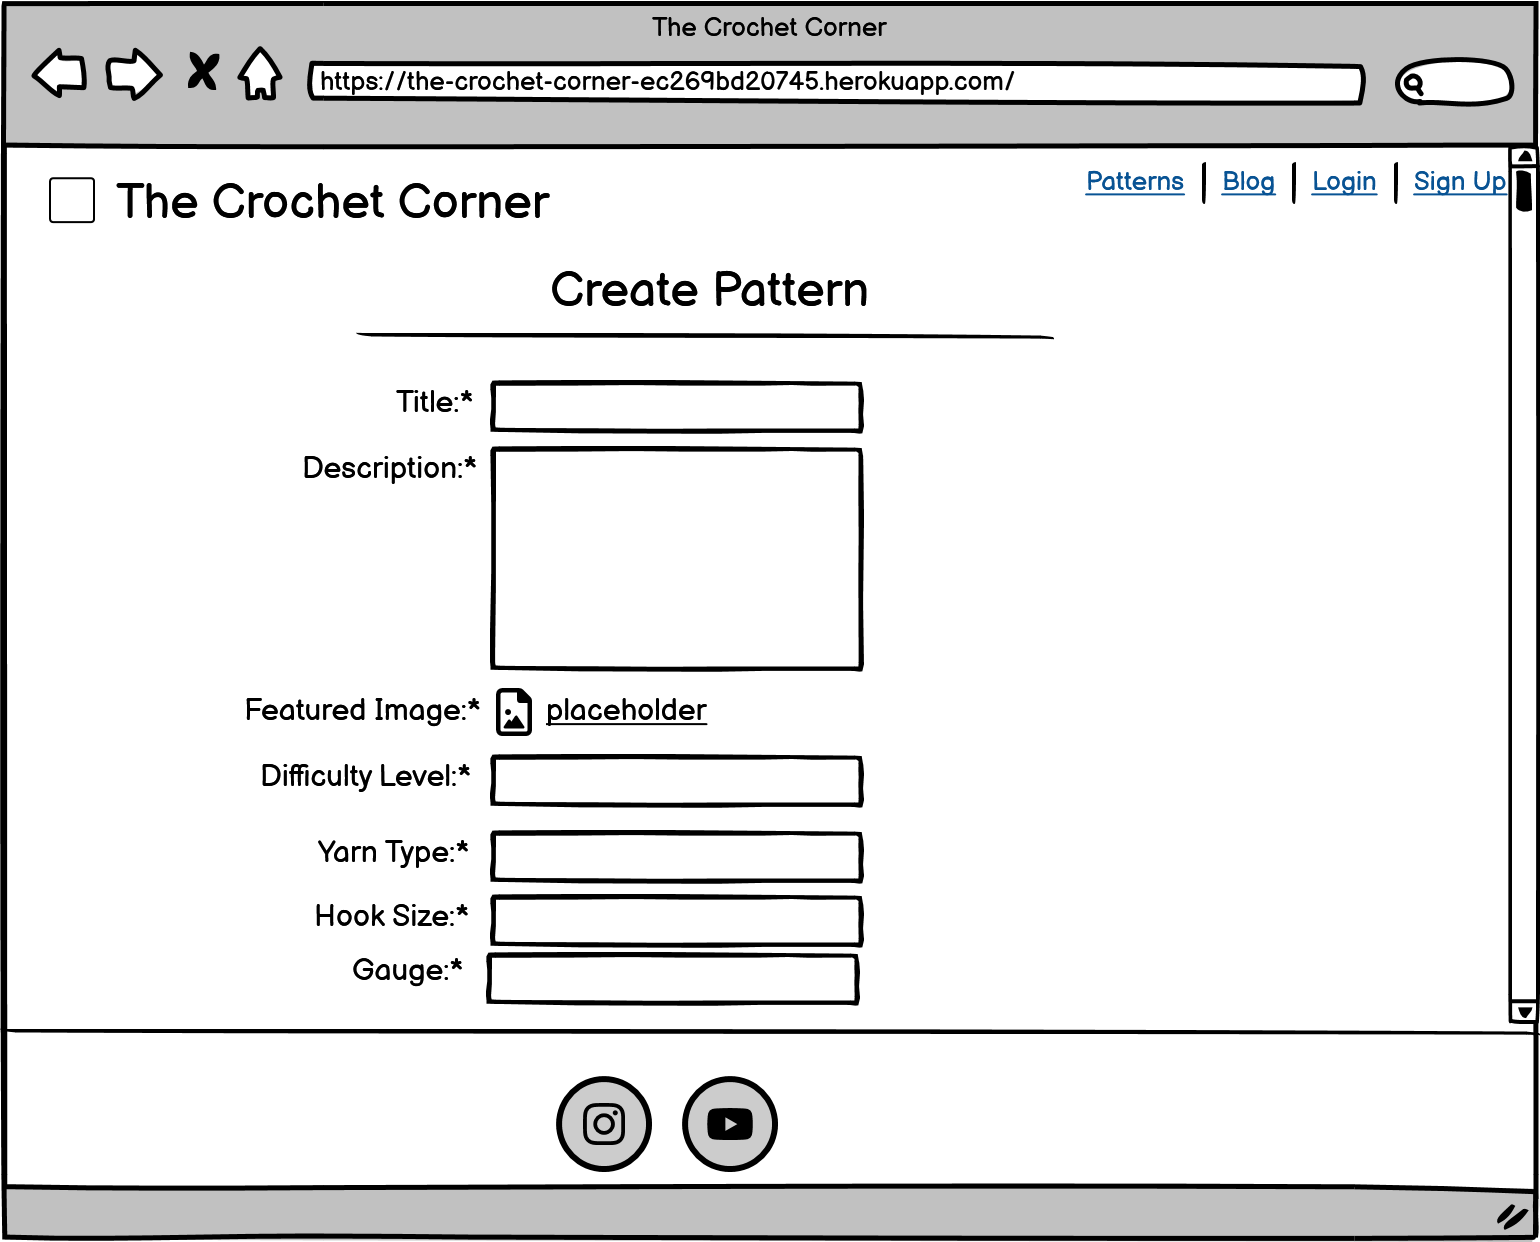 The Crochet Corner
https://the-crochet-corner-ec269bd20745.herokuapp.com/
Patterns | Blog | Login | Sign Up
The Crochet Corner
Create Pattern
Title:*
Description:*
Featured Image:* placeholder
Difficulty Level:*
Yarn Type:*
Hook Size:*
Gauge:*